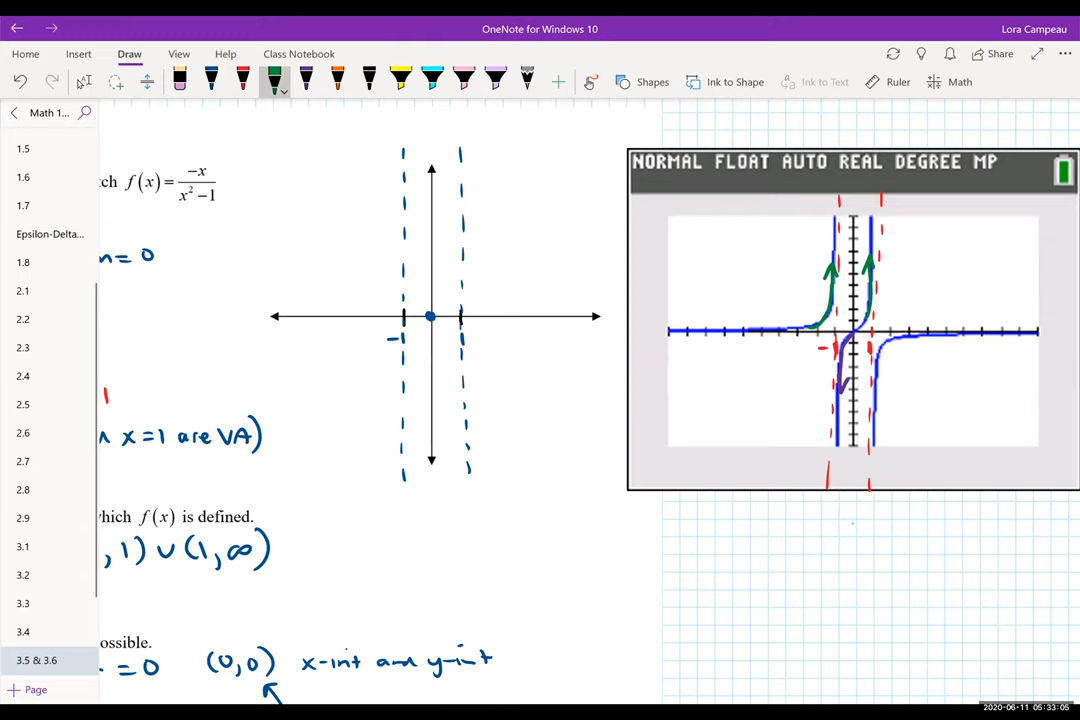 OneNote for Windows 10
Lora Campeau
Home Insert Draw View Help Class Notebook
Share
Shapes Ink to Shape Ink to Text Ruler Math
Math 1...
1.5
1.6
1.7
Epsilon-Delta...
1.8
2.1
2.2
2.3
2.4
2.5
2.6
2.7
2.8
2.9
3.1
3.2
3.3
3.4
3.5 & 3.6
Page
tch f(x) = -x / x² - 1
m = 0
1
x = 1 are VA)
which f(x) is defined.
, 1) ∪ (1, ∞)
ossible.
= 0 (0,0) x-int and y-int
NORMAL FLOAT AUTO REAL DEGREE MP
2020-06-11 05:33:05